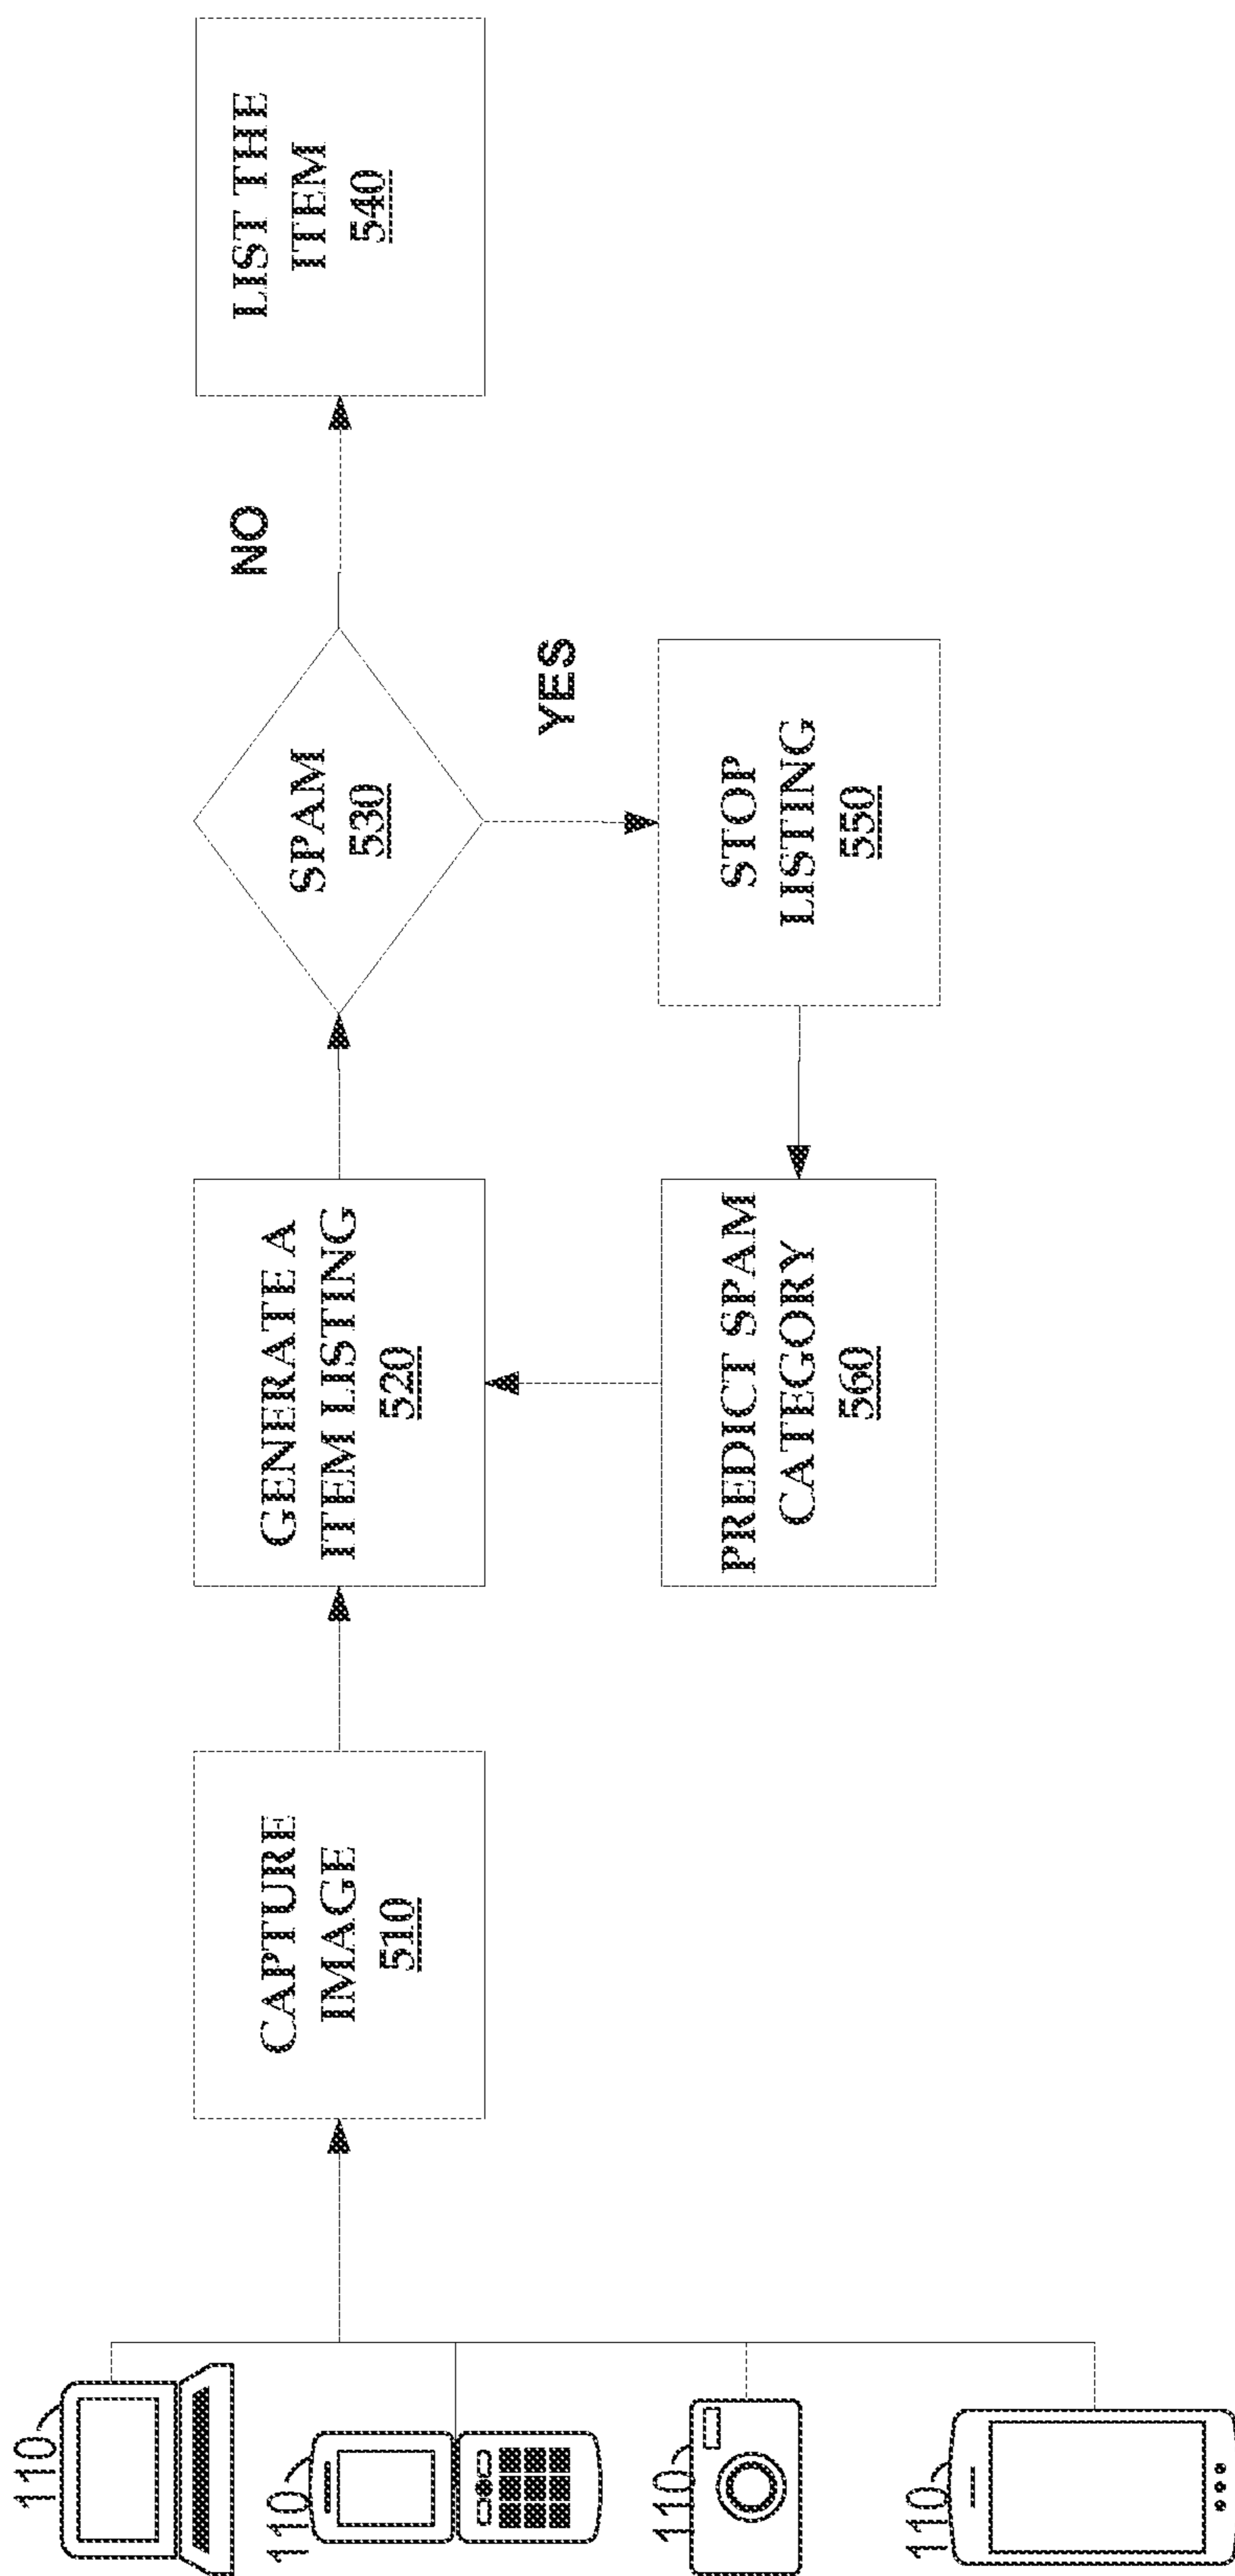 110
110
110
110
CAPTURE
IMAGE
510
GENERATE A
ITEM LISTING
520
SPAM
530
NO
LIST THE
ITEM
540
YES
STOP
LISTING
550
PREDICT SPAM
CATEGORY
560